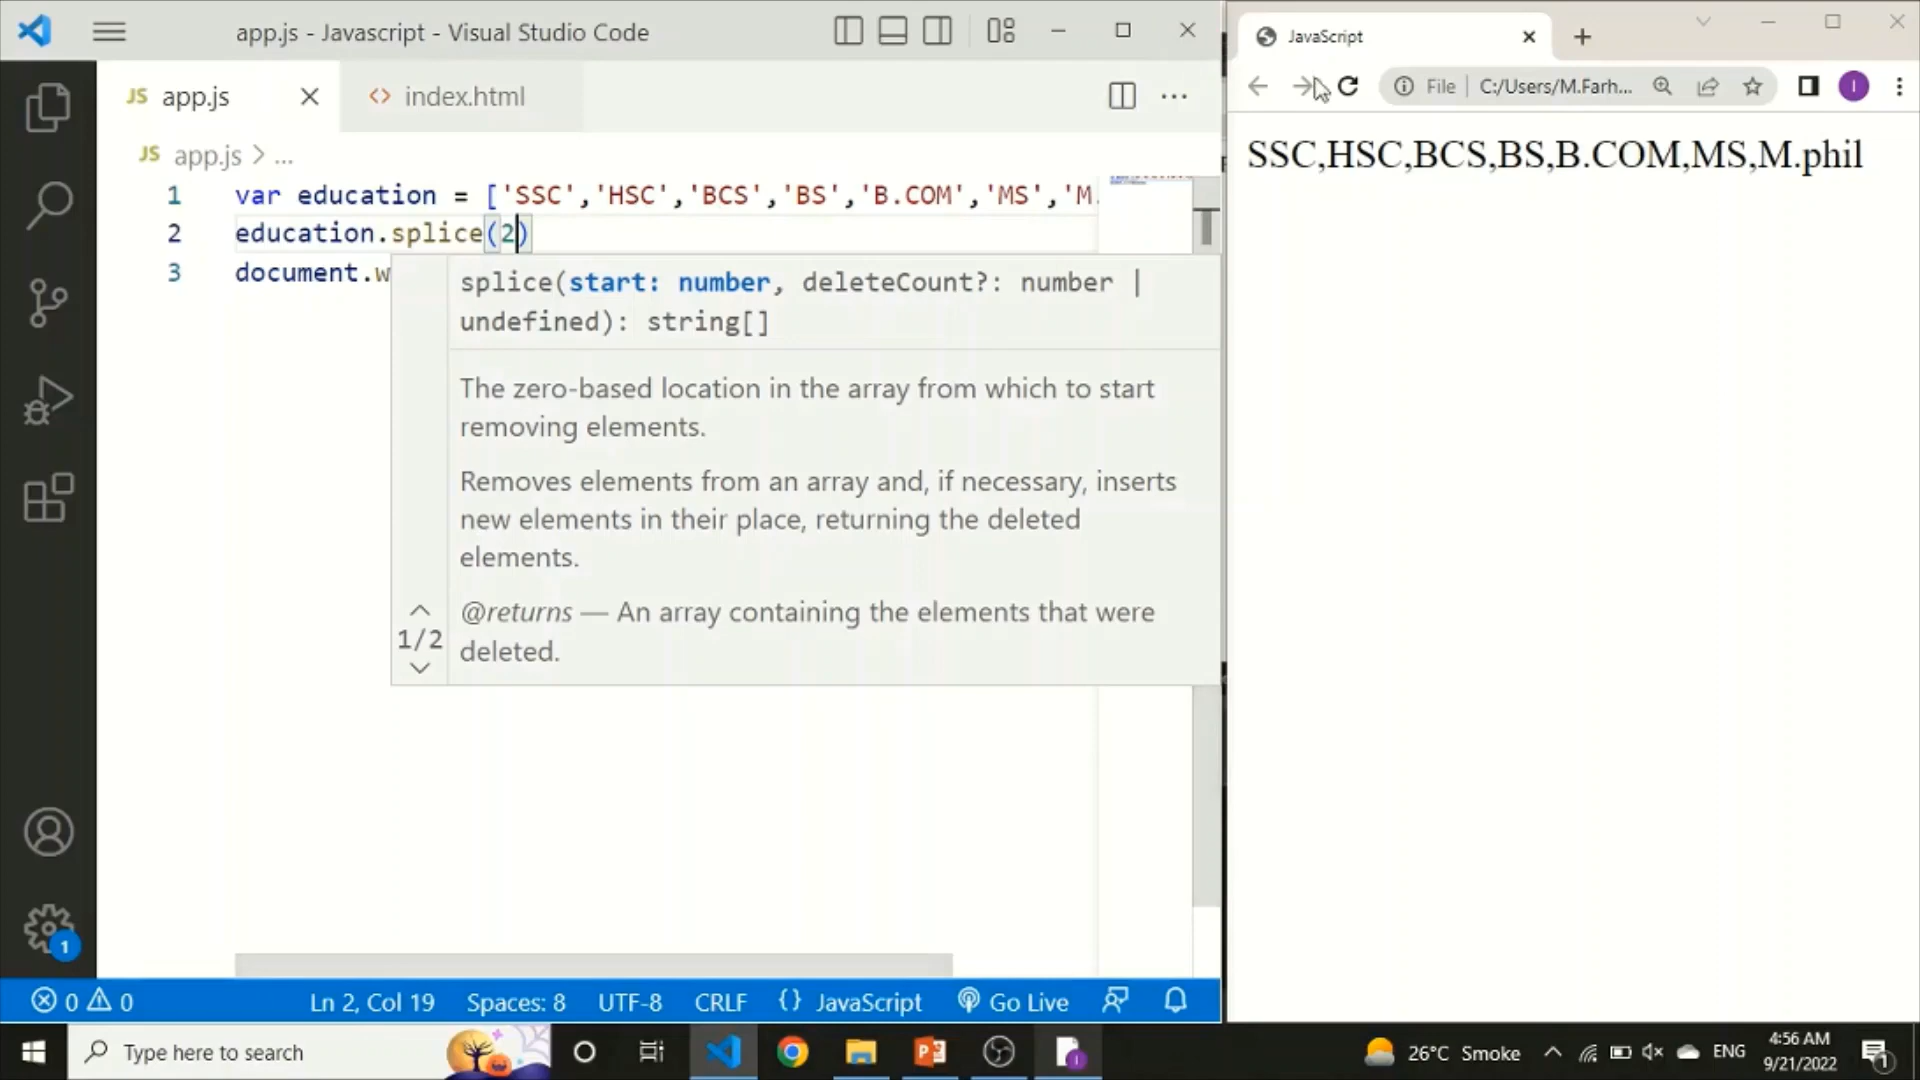 app.js - Javascript - Visual Studio Code
JS app.js
<> index.html
JS app.js > ...
1 var education = ['SSC','HSC','BCS','BS','B.COM','MS','M.
2 education.splice(2)
3 document.w
splice(start: number, deleteCount?: number |
undefined): string[]
The zero-based location in the array from which to start
removing elements.
Removes elements from an array and, if necessary, inserts
new elements in their place, returning the deleted
elements.
@returns — An array containing the elements that were
deleted.
1/2
1
0 0 Ln 2, Col 19 Spaces: 8 UTF-8 CRLF {} JavaScript Go Live
JavaScript
File C:/Users/M.Farh... I
SSC,HSC,BCS,BS,B.COM,MS,M.phil
Type here to search
26°C Smoke
ENG
4:56 AM
9/21/2022
1